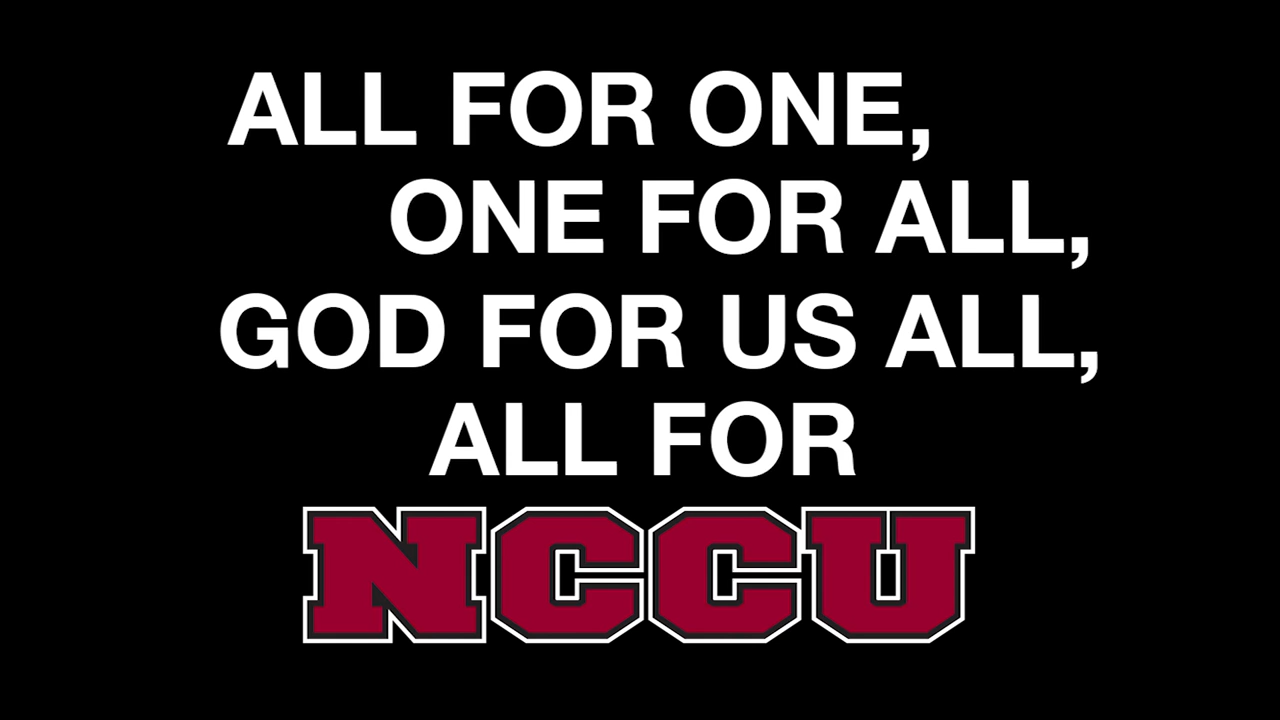 ALL FOR ONE,
ONE FOR ALL,
GOD FOR US ALL,
ALL FOR
NCCU